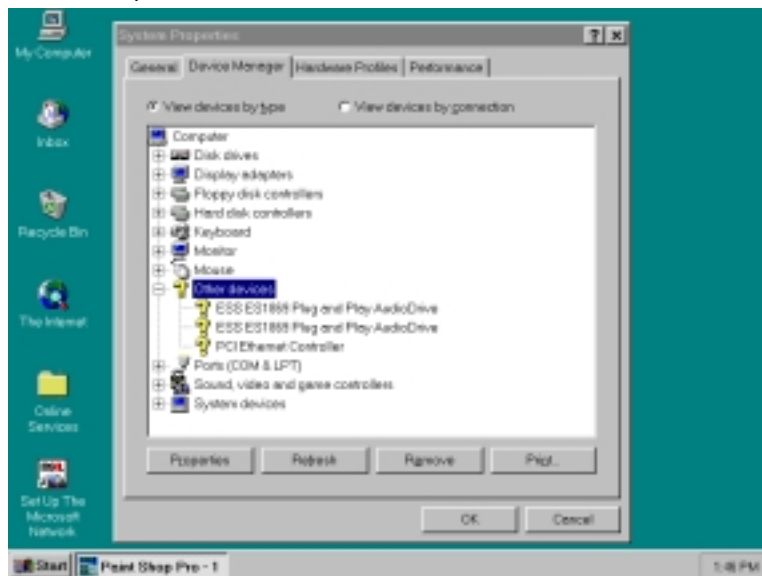 My Computer
Inbox
Recycle Bin
The Internet
Online
Services
Set Up The
Microsoft
Network
System Properties
General
Device Manager
Hardware Profiles
Performance
View devices by type
View devices by connection
Computer
Disk drives
Display adapters
Floppy disk controllers
Hard disk controllers
Keyboard
Monitor
Mouse
Other devices
ESS ES1869 Plug and Play AudioDrive
ESS ES1869 Plug and Play AudioDrive
PCI Ethernet Controller
Ports (COM & LPT)
Sound, video and game controllers
System devices
Properties
Refresh
Remove
Print...
OK
Cancel
Start
Paint Shop Pro - 1